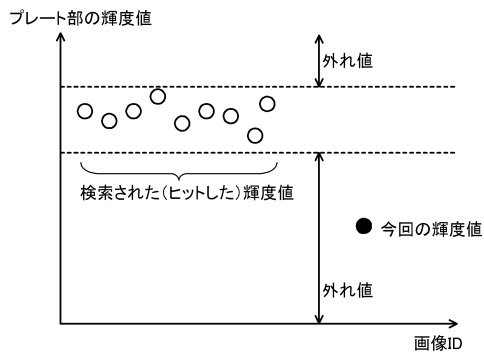 プレート部の輝度値
外れ値
検索された(ヒットした)輝度値
今回の輝度値
外れ値
画像ID